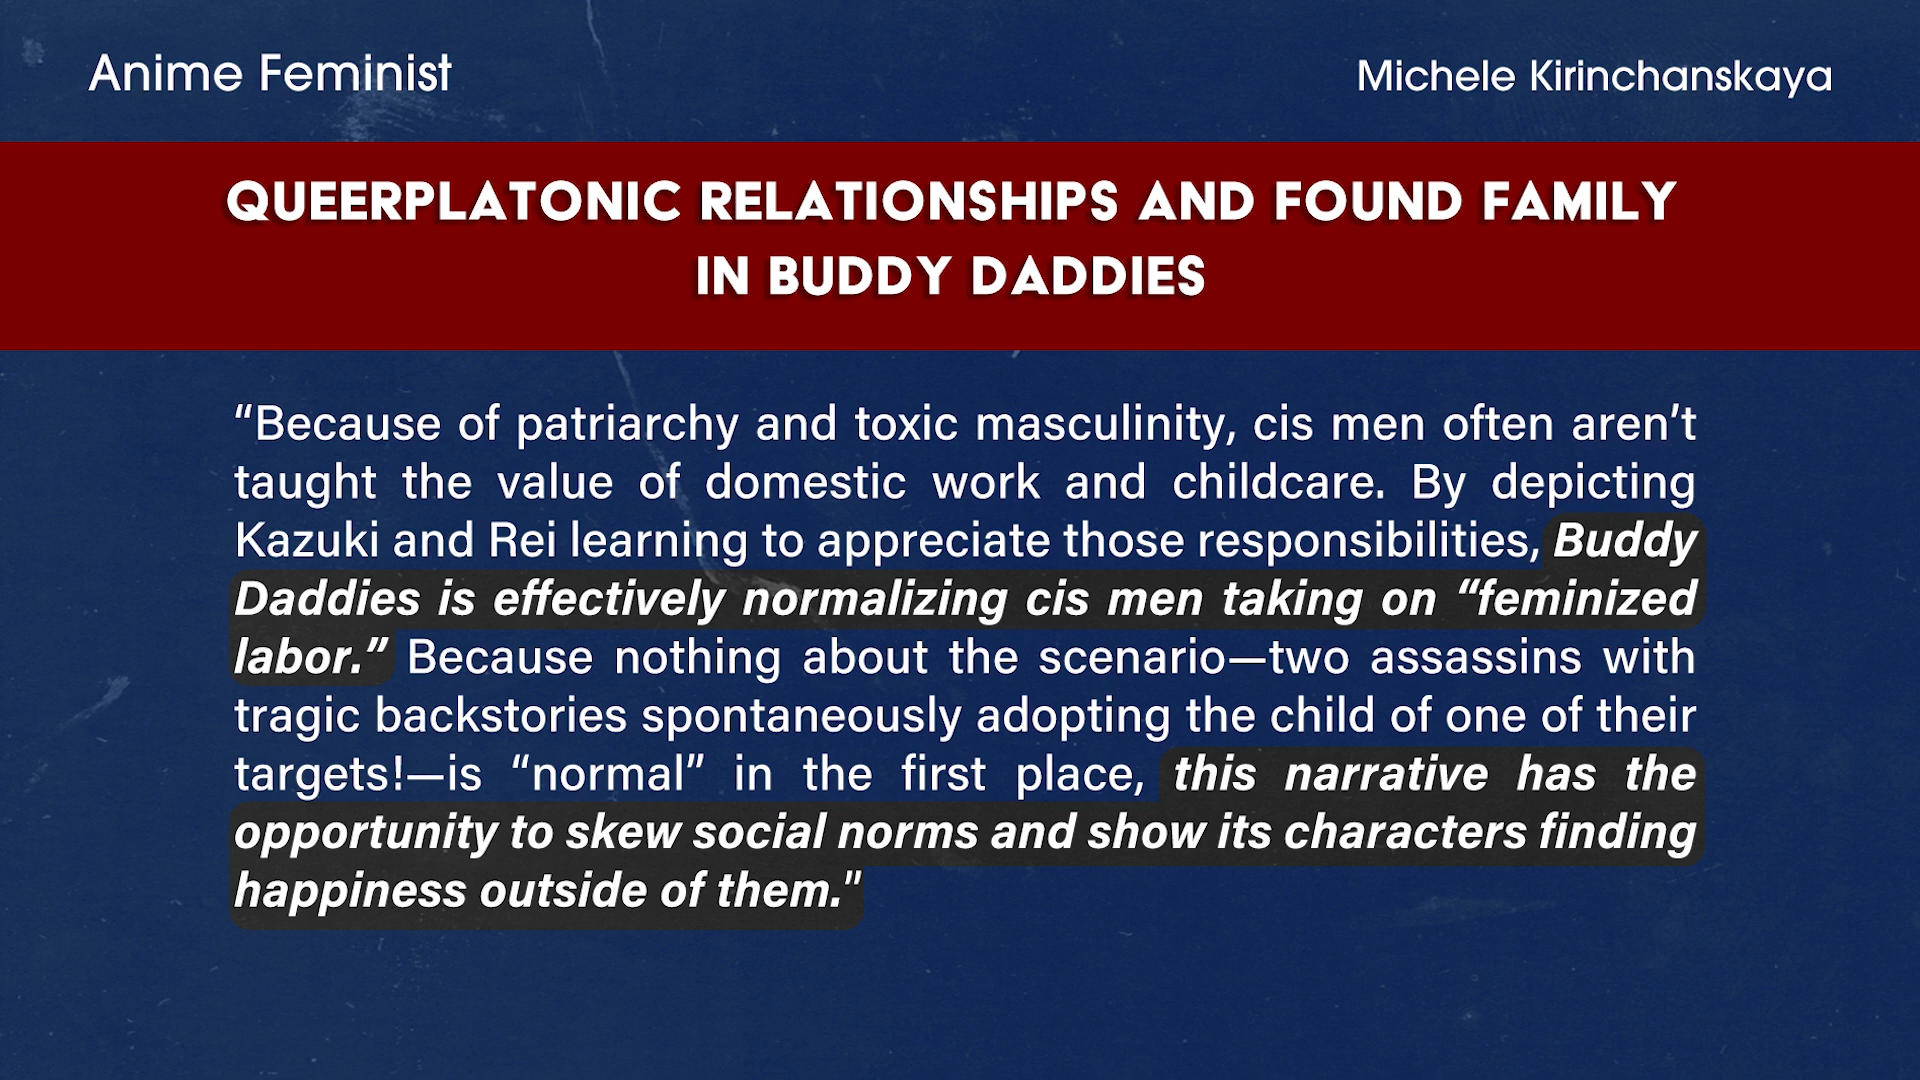 Anime Feminist
Michele Kirinchanskaya
QUEERPLATONIC RELATIONSHIPS AND FOUND FAMILY
IN BUDDY DADDIES
“Because of patriarchy and toxic masculinity, cis men often aren’t
taught the value of domestic work and childcare. By depicting
Kazuki and Rei learning to appreciate those responsibilities, Buddy
Daddies is effectively normalizing cis men taking on “feminized
labor.” Because nothing about the scenario—two assassins with
tragic backstories spontaneously adopting the child of one of their
targets!—is “normal” in the first place, this narrative has the
opportunity to skew social norms and show its characters finding
happiness outside of them."